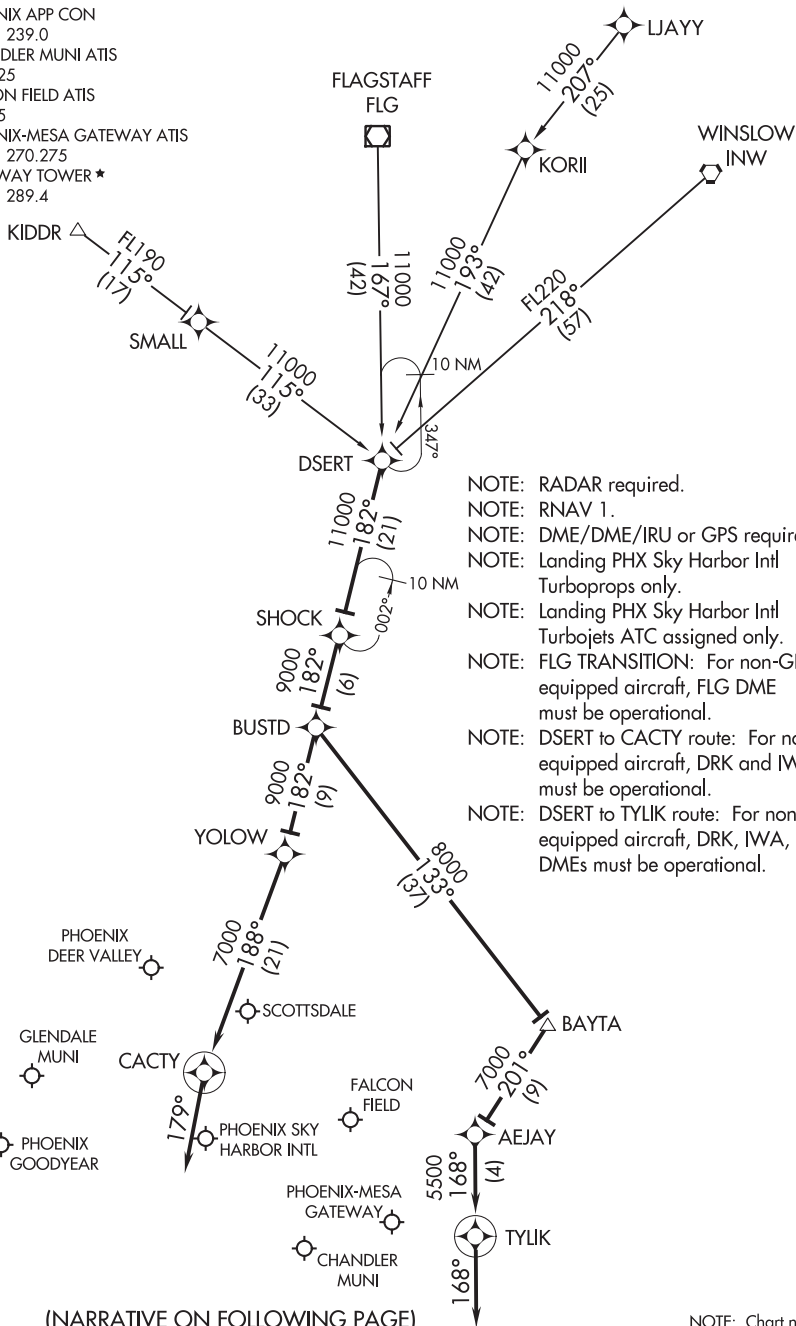 NIX APP CON
239.0
DLER MUNI ATIS
25
ON FIELD ATIS
5
NIX-MESA GATEWAY ATIS
270.275
WAY TOWER ★
289.4
LJAYY
11000
207°
(25)
FLAGSTAFF
FLG
KORII
WINSLOW
INW
KIDDR
FL190
115°
(17)
11000
167°
(42)
11000
193°
(42)
FL220
218°
(57)
SMALL
11000
115°
(33)
10 NM
347°
DSERT
11000
182°
(21)
10 NM
002°
SHOCK
9000
182°
(6)
BUSTD
9000
182°
(9)
YOLOW
NOTE: RADAR required.
NOTE: RNAV 1.
NOTE: DME/DME/IRU or GPS requir
NOTE: Landing PHX Sky Harbor Intl
Turboprops only.
NOTE: Landing PHX Sky Harbor Intl
Turbojets ATC assigned only.
NOTE: FLG TRANSITION: For non-G
equipped aircraft, FLG DME
must be operational.
NOTE: DSERT to CACTY route: For no
equipped aircraft, DRK and IW
must be operational.
NOTE: DSERT to TYLIK route: For non
equipped aircraft, DRK, IWA,
DMEs must be operational.
8000
133°
(37)
7000
188°
(21)
PHOENIX
DEER VALLEY
SCOTTSDALE
BAYTA
GLENDALE
MUNI
CACTY
179°
7000
201°
(9)
FALCON
FIELD
PHOENIX SKY
HARBOR INTL
AEJAY
PHOENIX
GOODYEAR
5500
168°
(4)
PHOENIX-MESA
GATEWAY
TYLIK
CHANDLER
MUNI
168°
(NARRATIVE ON FOLLOWING PAGE)
NOTE: Chart n